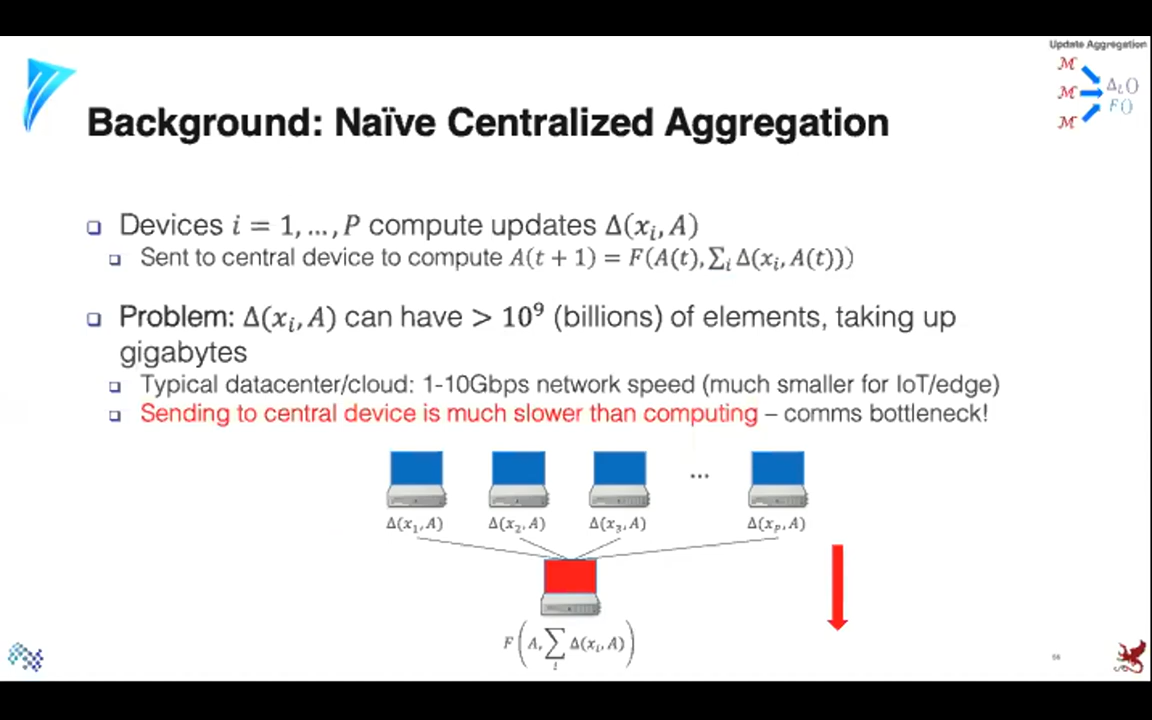 Update Aggregation
ℳ
ℳ
ℳ
Δᵢ()
F()
Background: Naïve Centralized Aggregation
Devices i = 1, …, P compute updates Δ(xᵢ, A)
Sent to central device to compute A(t + 1) = F(A(t), ∑ᵢ Δ(xᵢ, A(t)))
Problem: Δ(xᵢ, A) can have > 10⁹ (billions) of elements, taking up
gigabytes
Typical datacenter/cloud: 1-10Gbps network speed (much smaller for IoT/edge)
Sending to central device is much slower than computing – comms bottleneck!
...
Δ(x₁, A) Δ(x₂, A) Δ(x₃, A) Δ(x_P, A)
F(A, ∑ᵢ Δ(xᵢ, A))